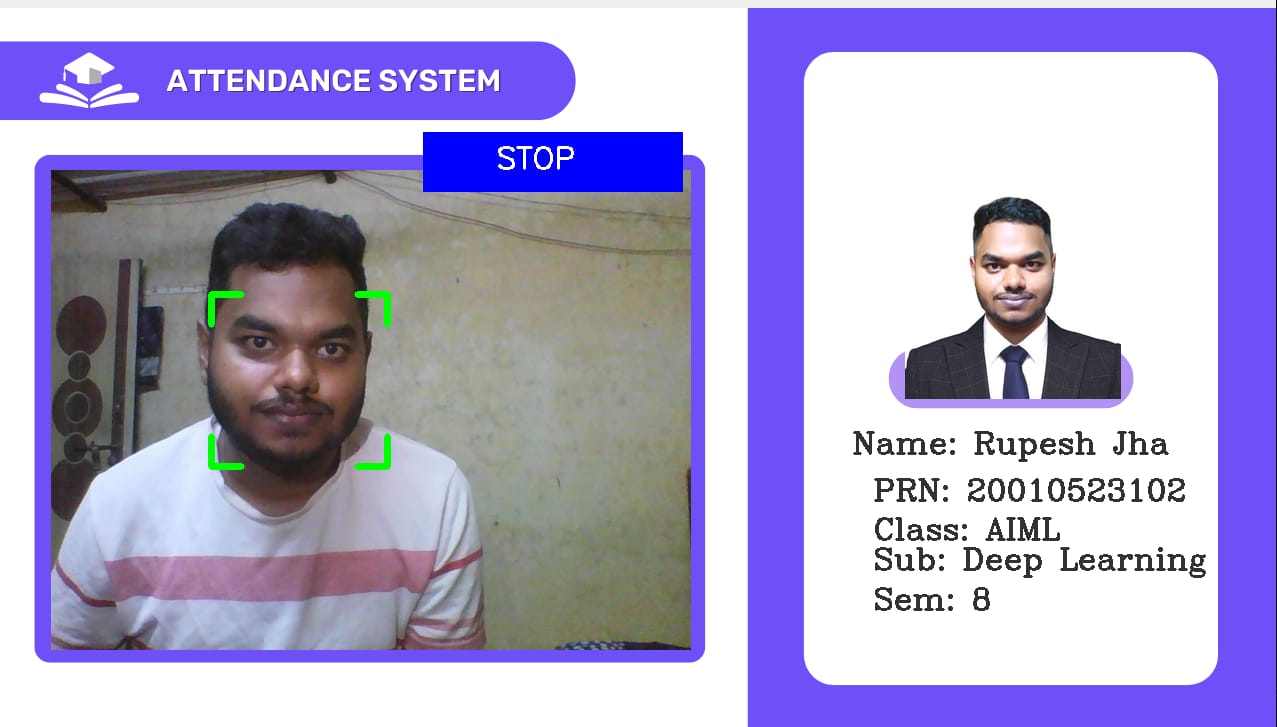 ATTENDANCE SYSTEM
STOP
Name: Rupesh Jha
PRN: 20010523102
Class: AIML
Sub: Deep Learning
Sem: 8